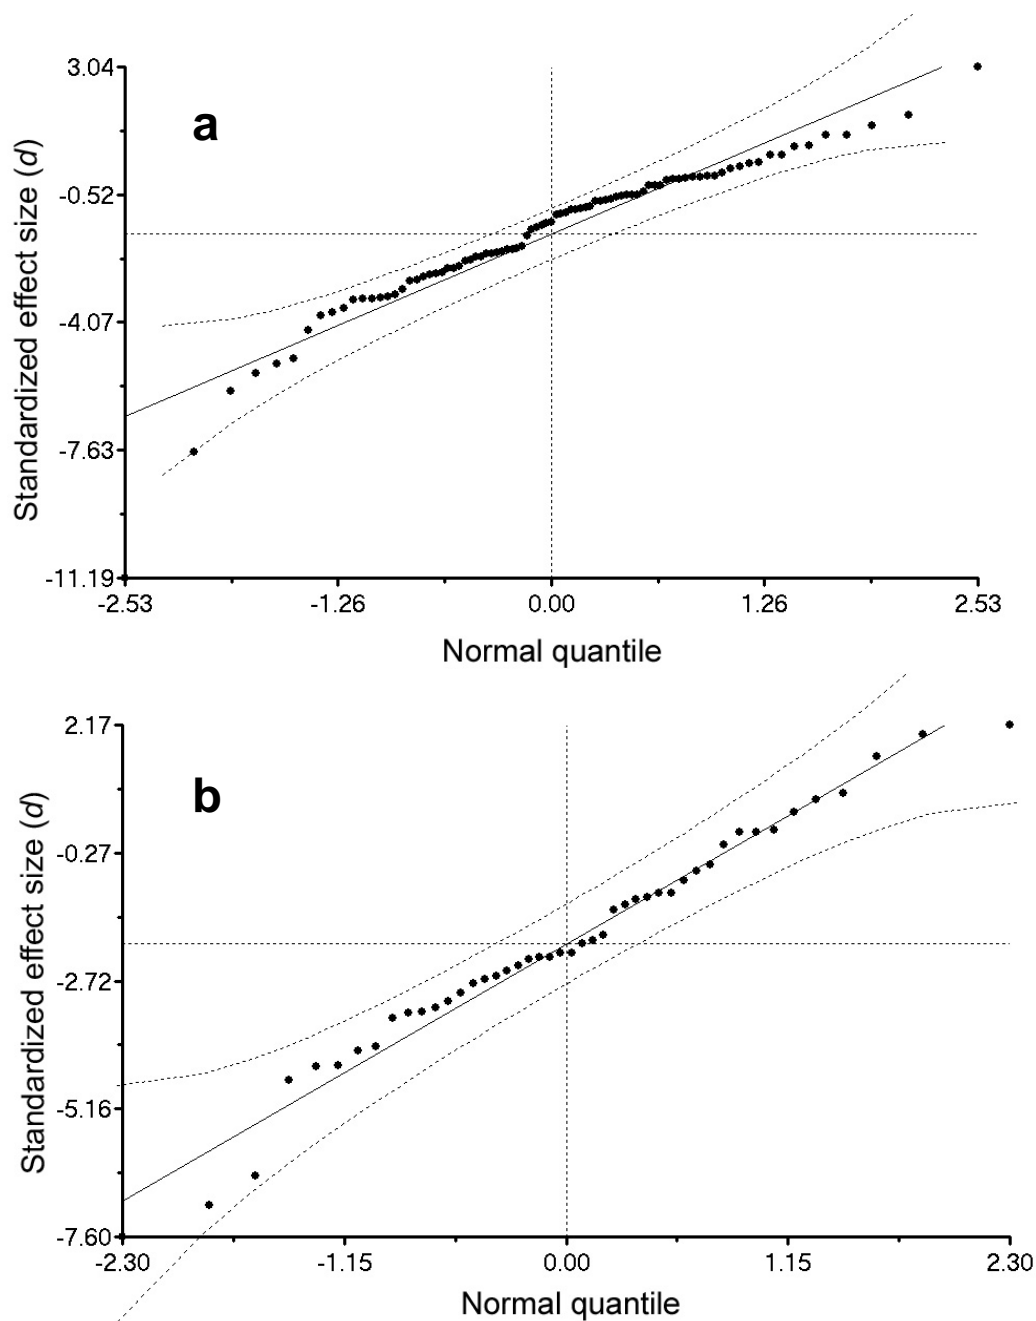 a
Standardized effect size (d)
3.04
-0.52
-4.07
-7.63
-11.19
-2.53 -1.26 0.00 1.26 2.53
Normal quantile
b
Standardized effect size (d)
2.17
-0.27
-2.72
-5.16
-7.60
-2.30 -1.15 0.00 1.15 2.30
Normal quantile